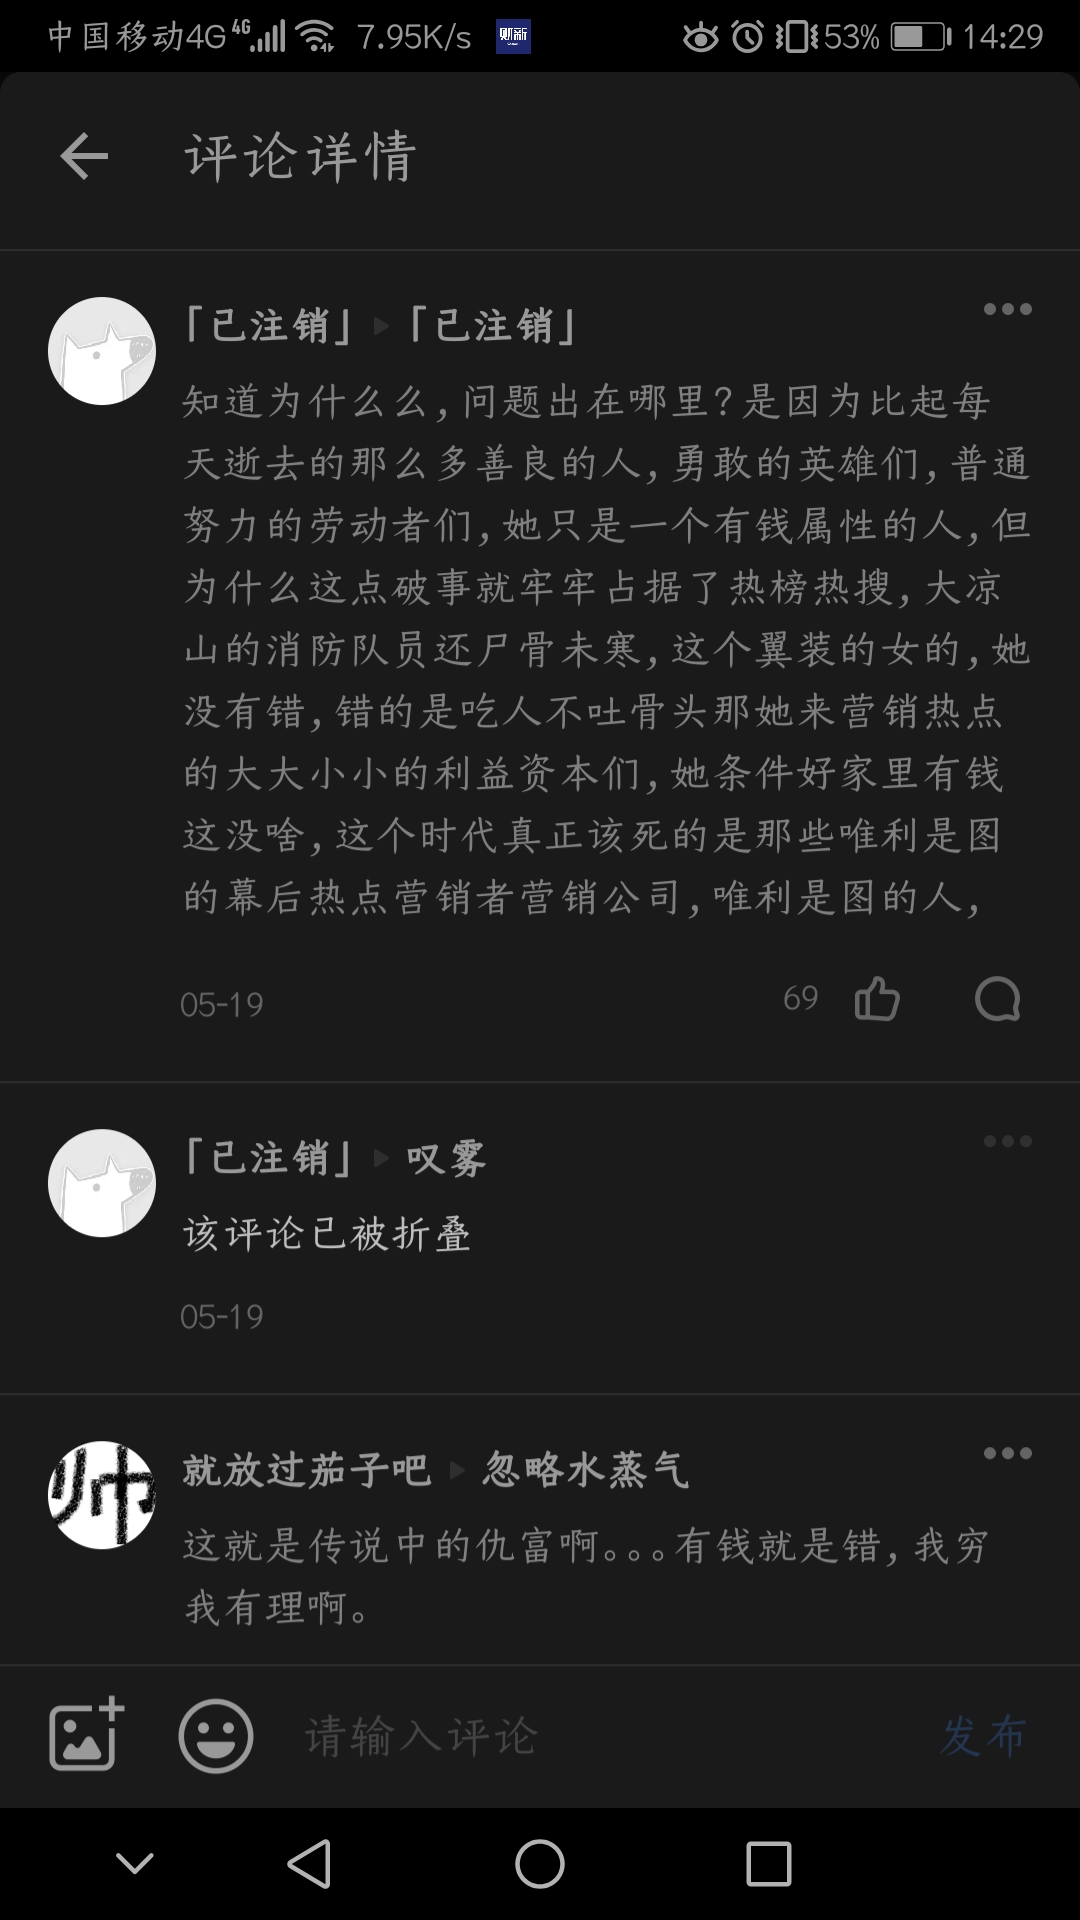 中国移动4G 4G 7.95K/s 财新 53% 14:29
评论详情
「已注销」 ▶ 「已注销」
知道为什么么,问题出在哪里?是因为比起每
天逝去的那么多善良的人,勇敢的英雄们,普通
努力的劳动者们,她只是一个有钱属性的人,但
为什么这点破事就牢牢占据了热榜热搜,大凉
山的消防队员还尸骨未寒,这个翼装的女的,她
没有错,错的是吃人不吐骨头那她来营销热点
的大大小小的利益资本们,她条件好家里有钱
这没啥,这个时代真正该死的是那些唯利是图
的幕后热点营销者营销公司,唯利是图的人,
05-19 69
「已注销」 ▶ 叹雾
该评论已被折叠
05-19
帅
就放过茄子吧 ▶ 忽略水蒸气
这就是传说中的仇富啊。。。有钱就是错,我穷
我有理啊。
请输入评论 发布